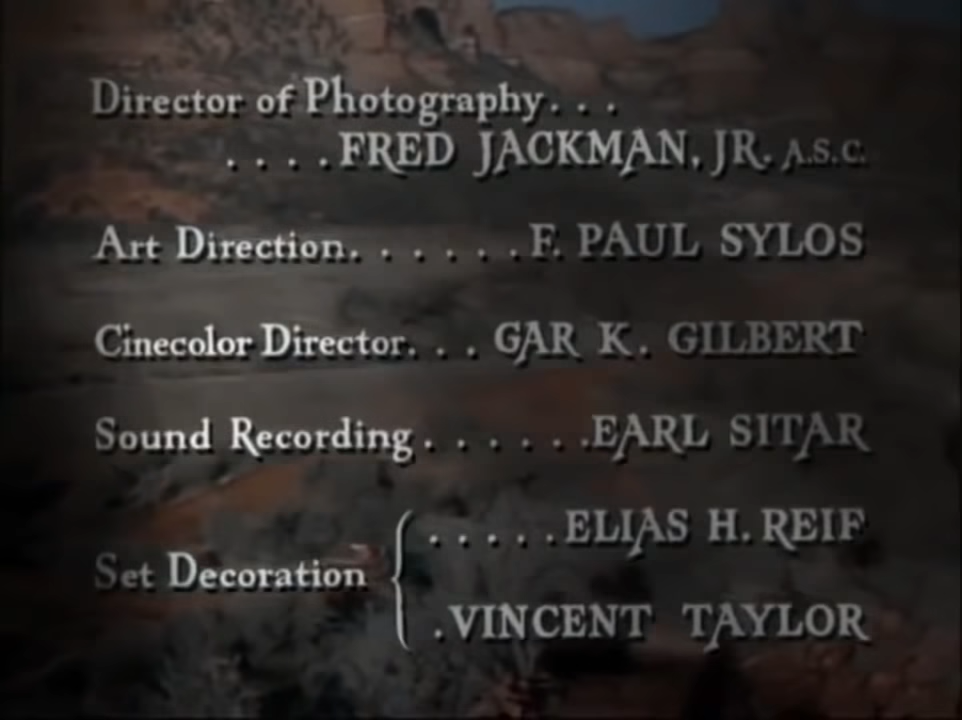 Director of Photography. . .
. . . . FRED JACKMAN, JR. A.S.C.
Art Direction. . . . . . . F. PAUL SYLOS
Cinecolor Director. . . GAR K. GILBERT
Sound Recording . . . . . . EARL SITAR
. . . . . ELIAS H. REIF
Set Decoration {
. VINCENT TAYLOR